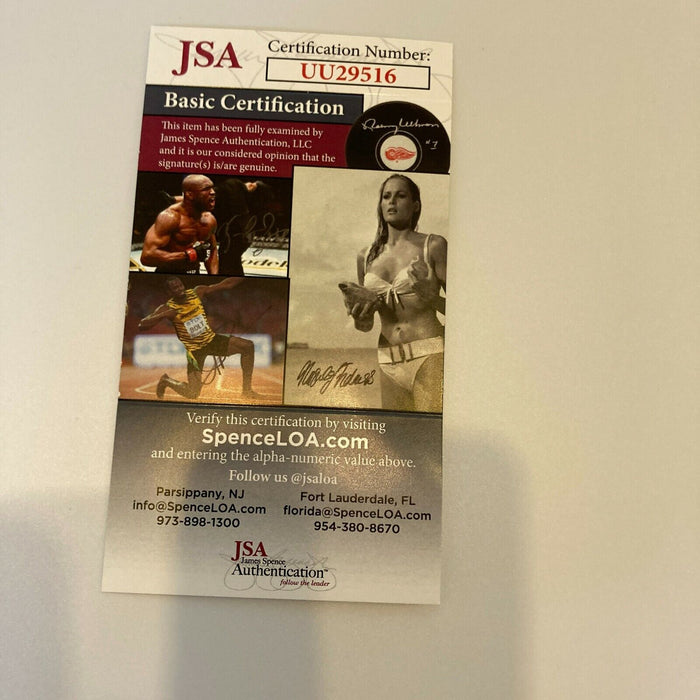 JSA
Certification Number:
UU29516
Basic Certification
This item has been fully examined by
James Spence Authentication, LLC
and it is our considered opinion that the
signature(s) is/are genuine.
#7
BOLT
Verify this certification by visiting
SpenceLOA.com
and entering the alpha-numeric value above.
Follow us @jsaloa
Parsippany, NJ
info@SpenceLOA.com
973-898-1300
Fort Lauderdale, FL
florida@SpenceLOA.com
954-380-8670
JSA
James Spence
Authentication™
follow the leader